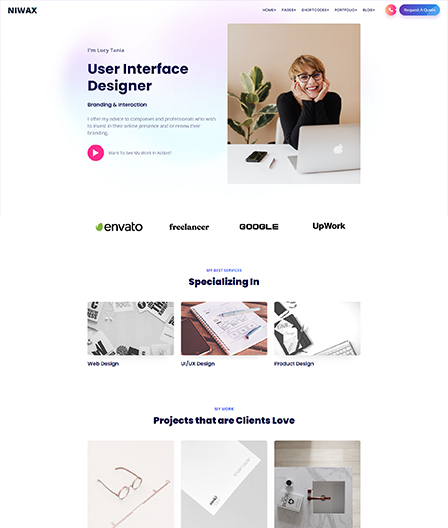 NIWAX
HOME+ PAGES+ SHORTCODES+ PORTFOLIO+ BLOG+ Request A Quote
I'm Lucy Tania
User Interface
Designer
Branding & Interaction
I offer my advice to companies and professionals who wish
to invest in their online presence and or renew their
branding.
Want To See My Work In Action?
envato freelancer GOOGLE UpWork
MY BEST SERVICES
Specializing In
Web Design UI/UX Design Product Design
MY WORK
Projects that are Clients Love